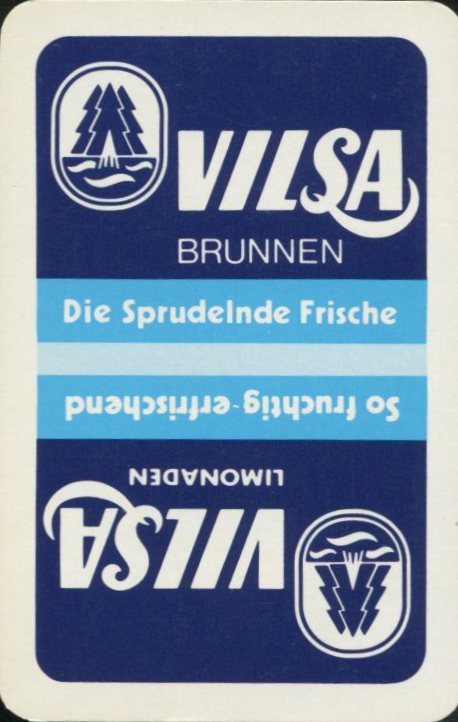 VILSA
BRUNNEN
Die Sprudelnde Frische
So fruchtig-erfrischend
LIMONADEN
VILSA